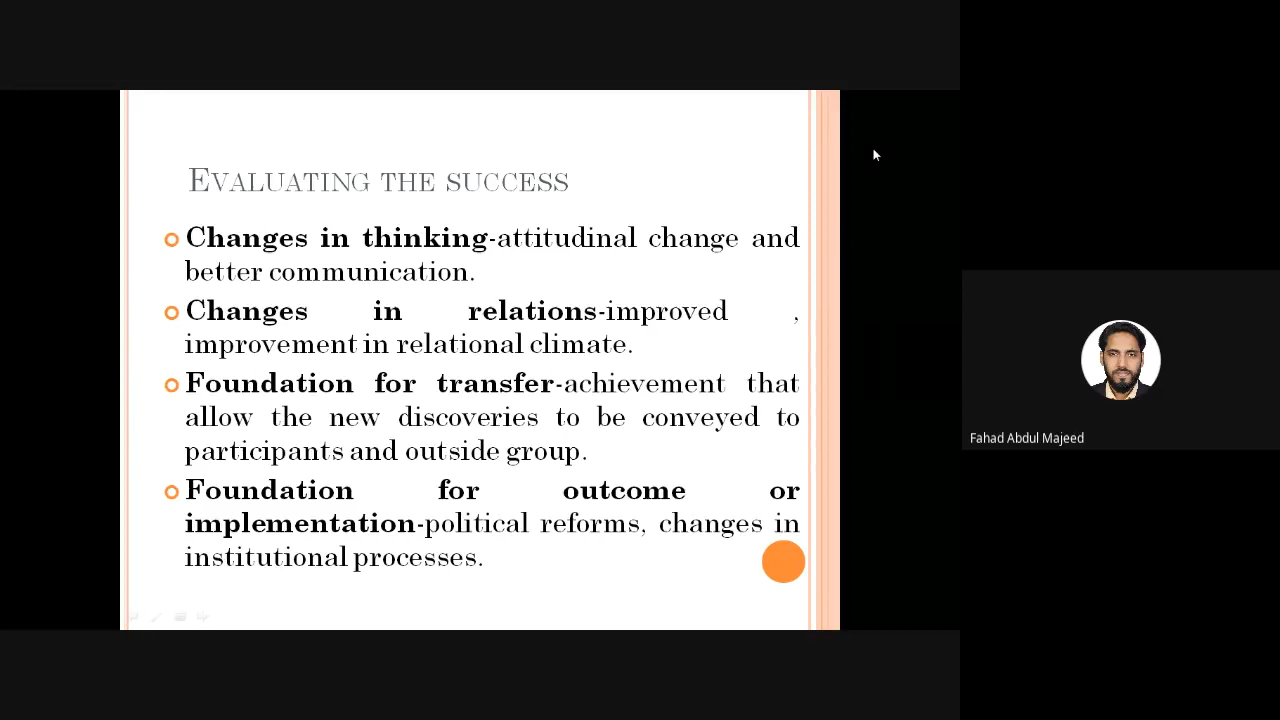 EVALUATING THE SUCCESS
Changes in thinking-attitudinal change and
better communication.
Changes in relations-improved ,
improvement in relational climate.
Foundation for transfer-achievement that
allow the new discoveries to be conveyed to
participants and outside group.
Foundation for outcome or
implementation-political reforms, changes in
institutional processes.
Fahad Abdul Majeed